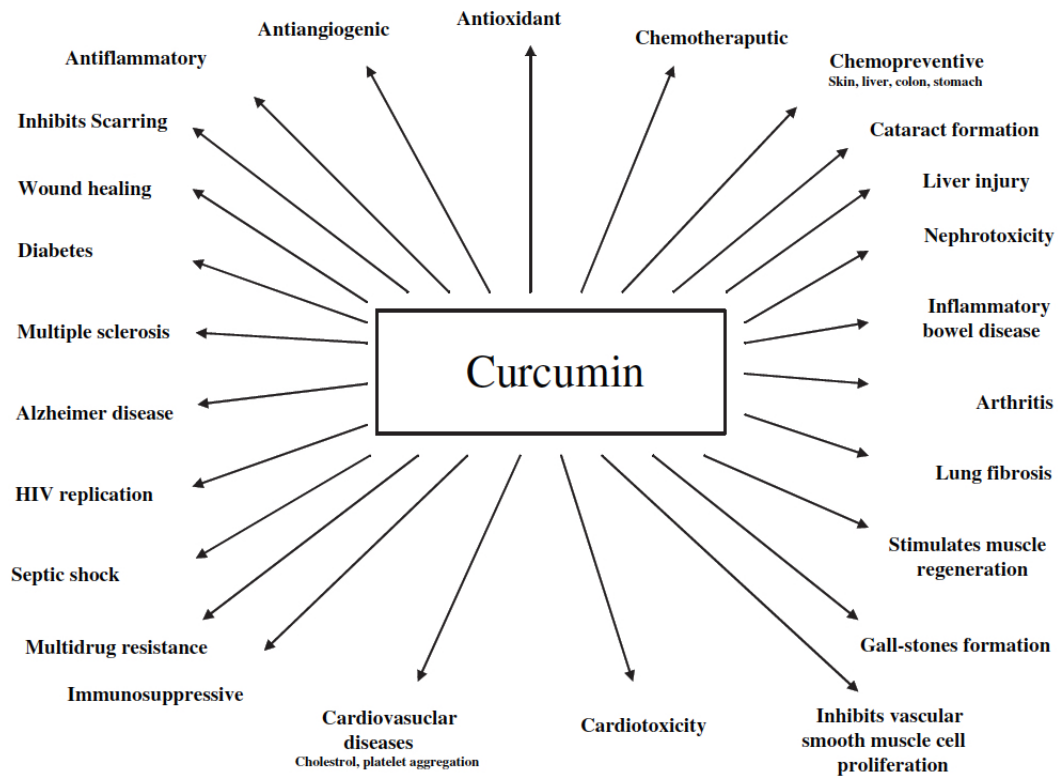 Antioxidant
Antiangiogenic
Chemotheraputic
Antiflammatory
Chemopreventive
Skin, liver, colon, stomach
Inhibits Scarring
Cataract formation
Wound healing
Liver injury
Diabetes
Nephrotoxicity
Multiple sclerosis
Inflammatory
bowel disease
Curcumin
Alzheimer disease
Arthritis
HIV replication
Lung fibrosis
Septic shock
Stimulates muscle
regeneration
Multidrug resistance
Gall-stones formation
Immunosuppressive
Cardiovasuclar
diseases
Cholestrol, platelet aggregation
Cardiotoxicity
Inhibits vascular
smooth muscle cell
proliferation